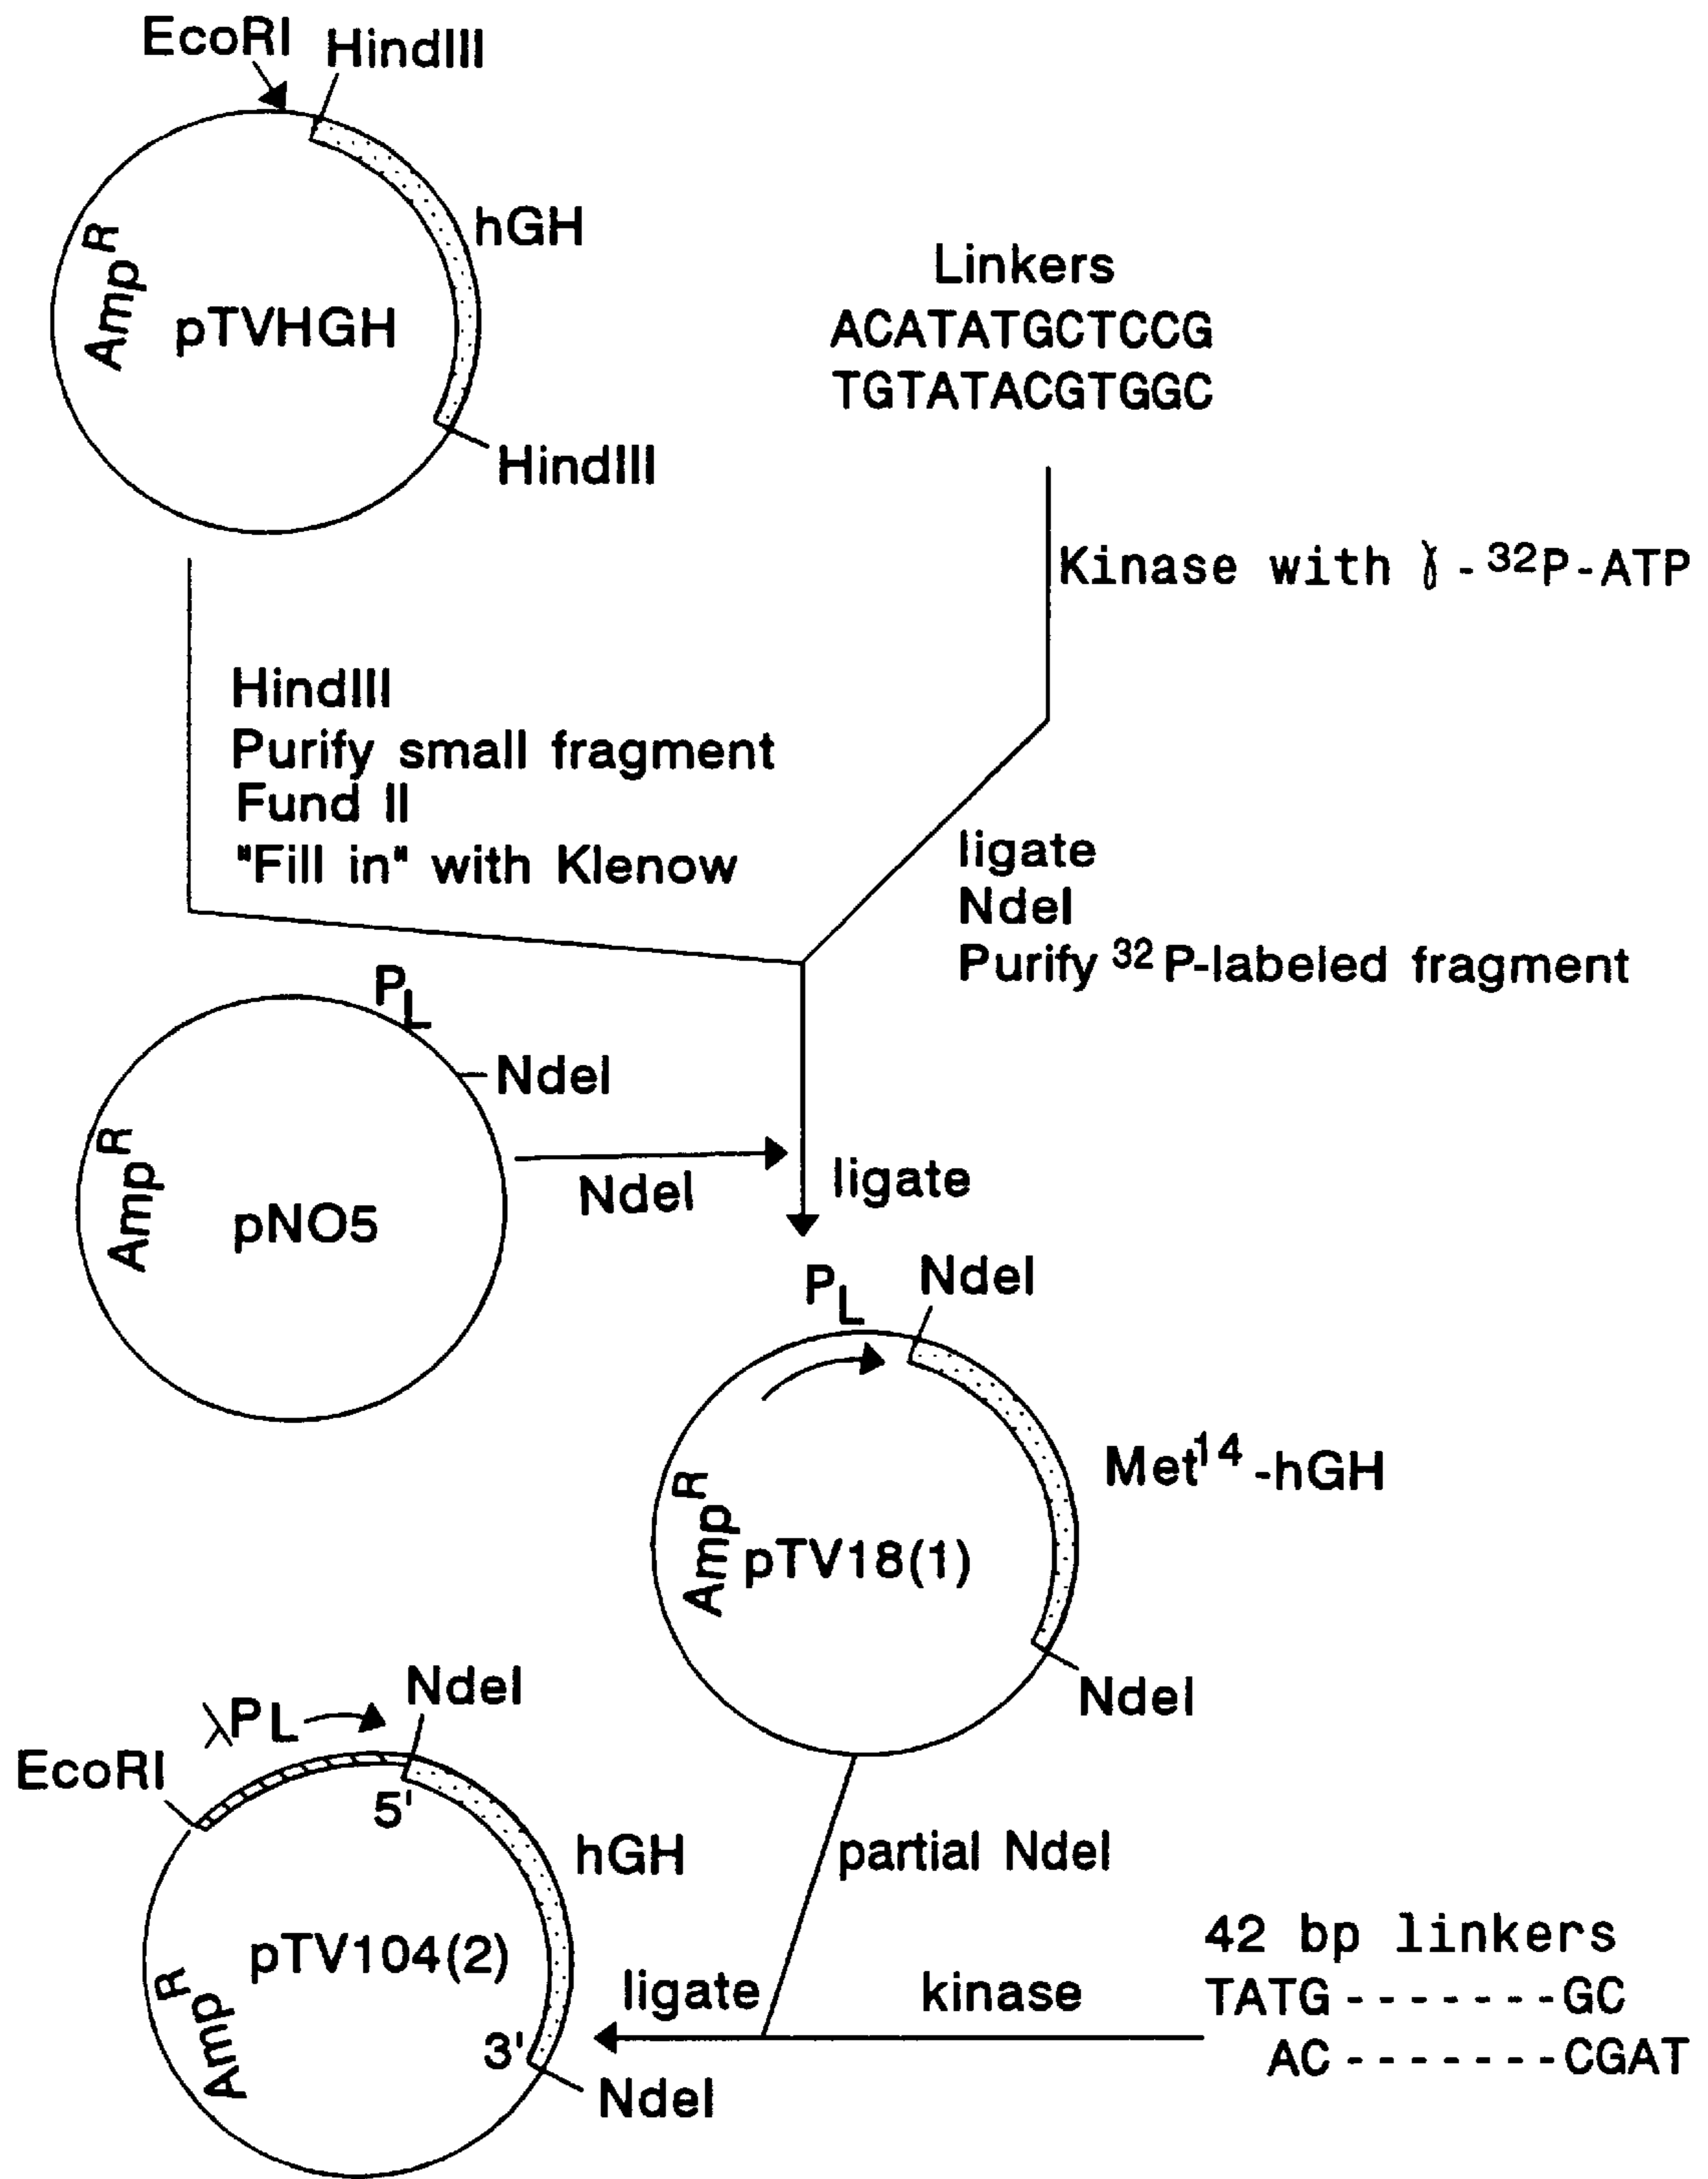 EcoRI
HindIII
hGH
Amp R
pTVHGH
HindIII
Linkers
ACATATGCTCCG
TGTATACGTGGC
Kinase with ɣ-³²P-ATP
HindIII
Purify small fragment
Fund II
"Fill in" with Klenow
ligate
NdeI
Purify ³²P-labeled fragment
PL
NdeI
Amp R
pNO5
NdeI
ligate
PL
NdeI
Met¹⁴-hGH
Amp R
pTV18(1)
NdeI
λPL
NdeI
EcoRI
5'
hGH
partial NdeI
pTV104(2)
Amp R
42 bp linkers
TATG-------GC
AC-------CGAT
ligate
kinase
3'
NdeI